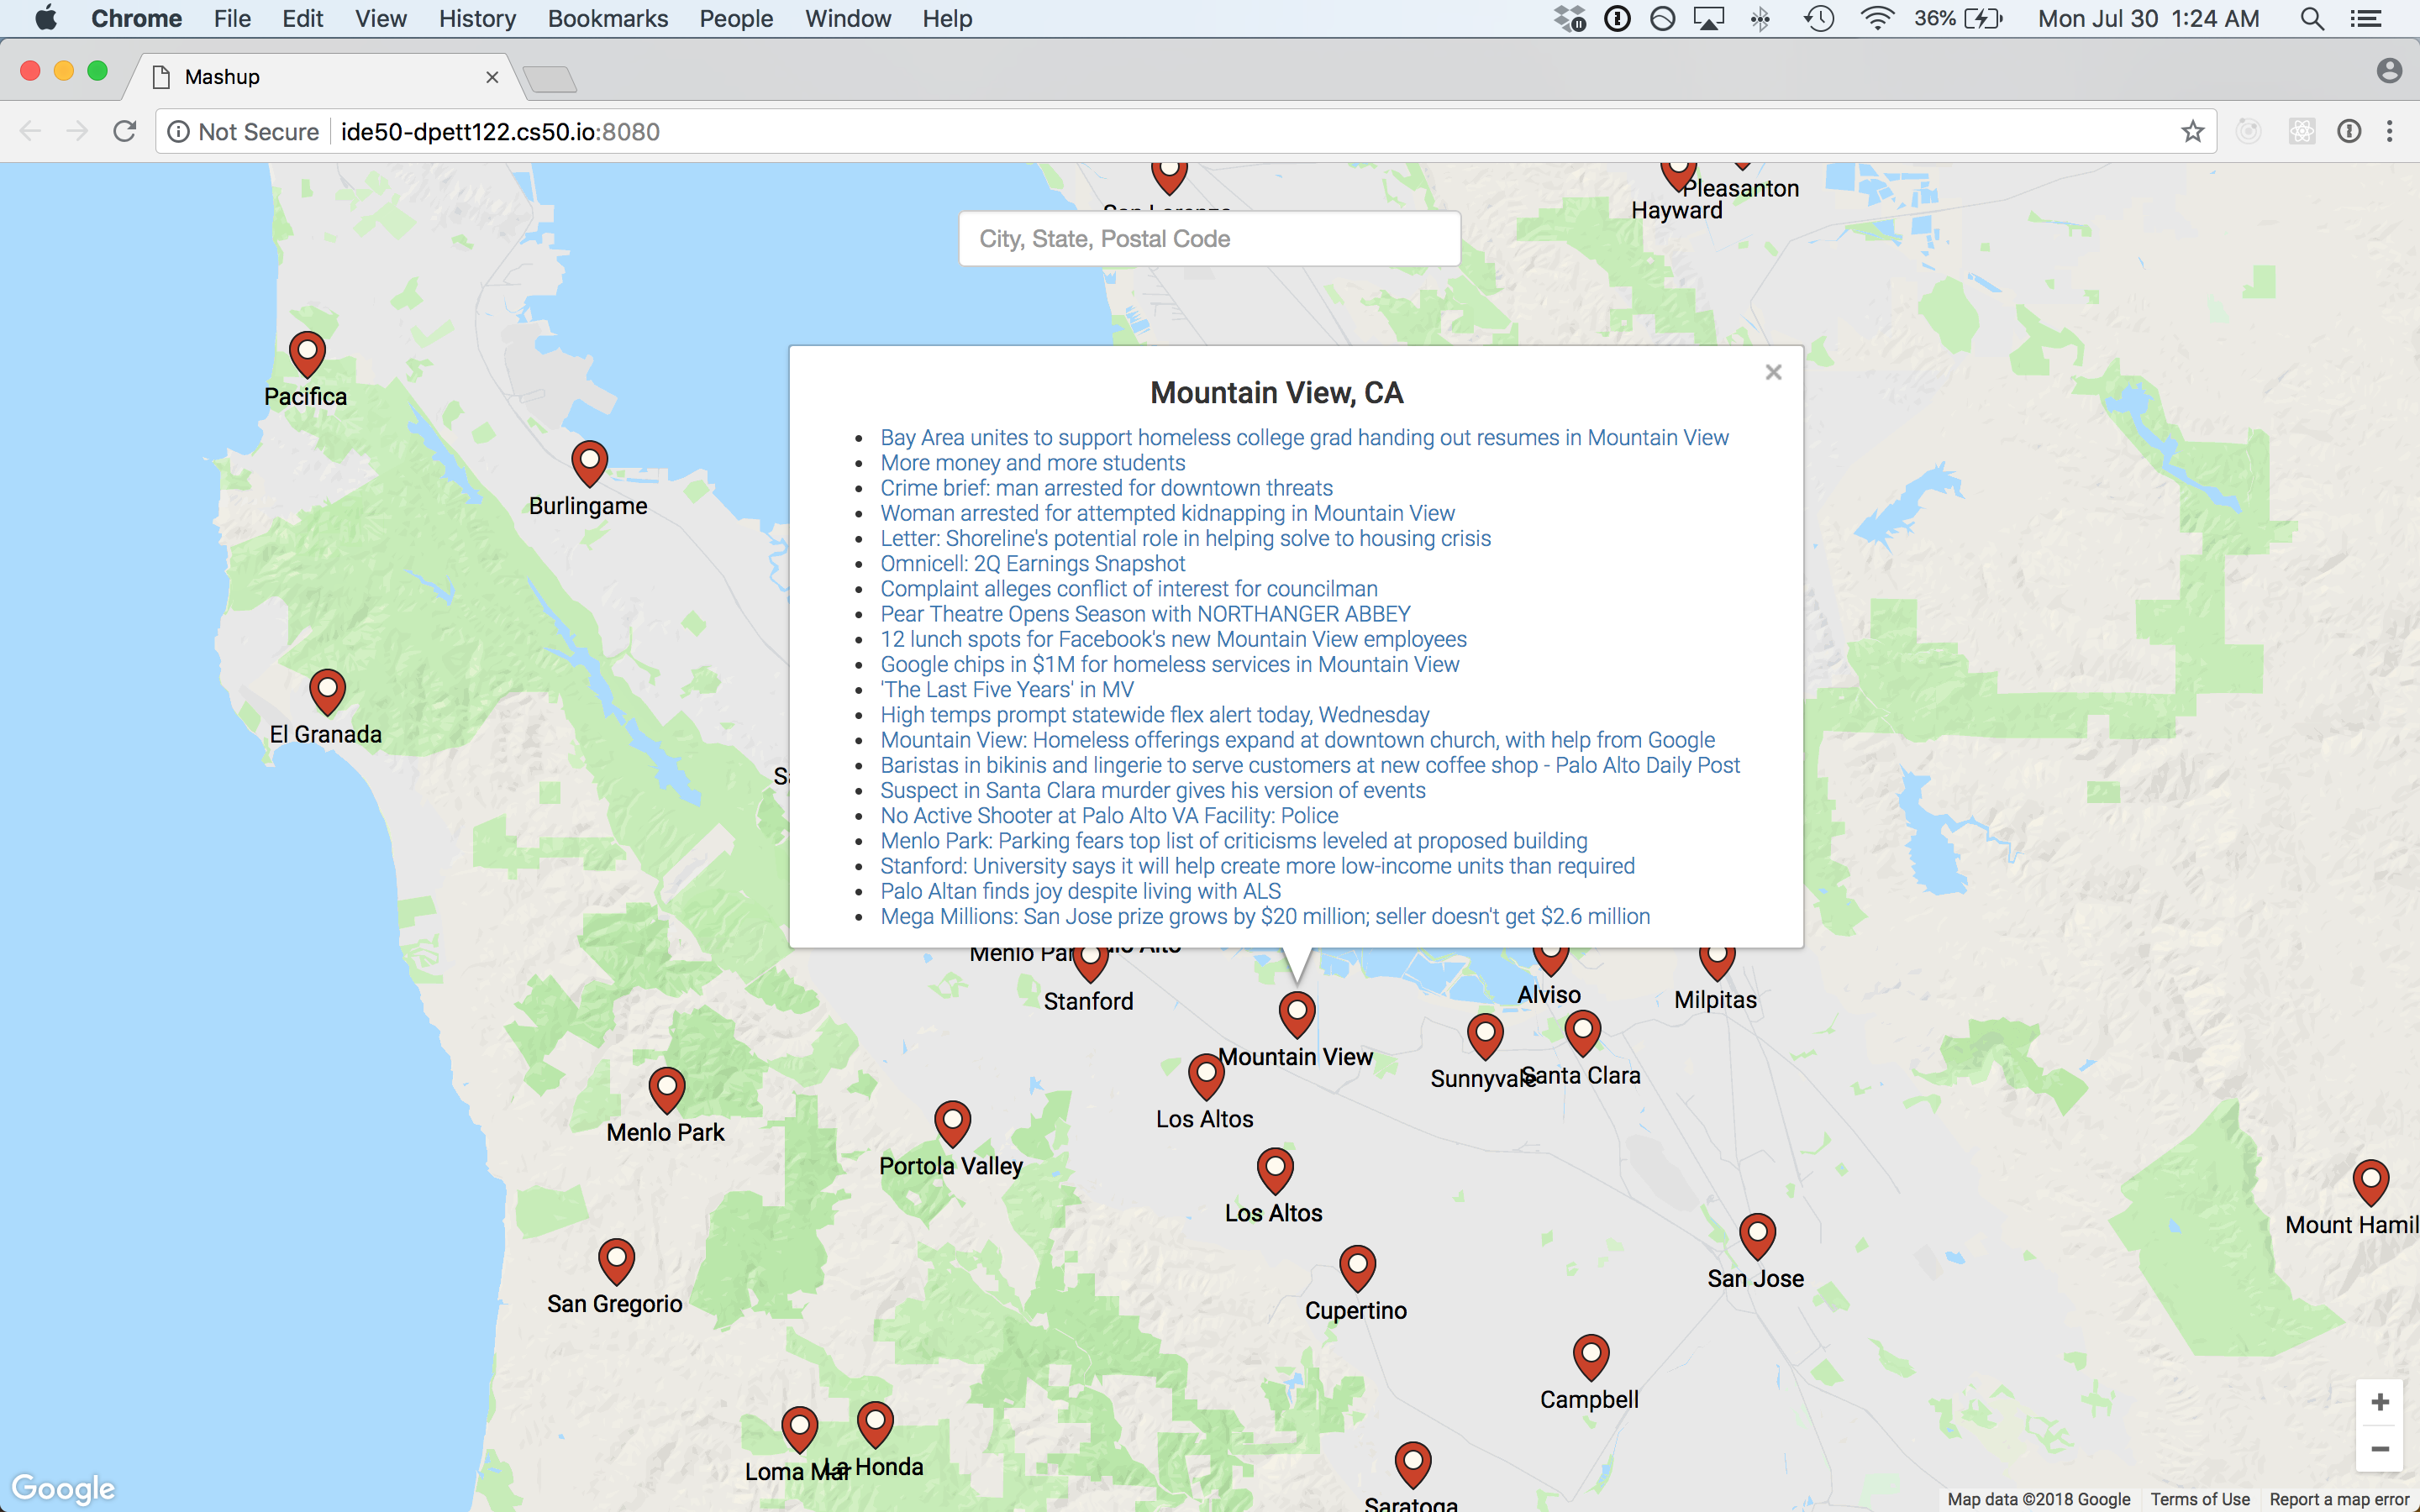 Chrome File Edit View History Bookmarks People Window Help 36% Mon Jul 30 1:24 AM
Mashup
Not Secure ide50-dpett122.cs50.io:8080
Pleasanton
Hayward
San Lorenzo
City, State, Postal Code
Pacifica
Burlingame
El Granada
Mountain View, CA
Bay Area unites to support homeless college grad handing out resumes in Mountain View
More money and more students
Crime brief: man arrested for downtown threats
Woman arrested for attempted kidnapping in Mountain View
Letter: Shoreline's potential role in helping solve to housing crisis
Omnicell: 2Q Earnings Snapshot
Complaint alleges conflict of interest for councilman
Pear Theatre Opens Season with NORTHANGER ABBEY
12 lunch spots for Facebook's new Mountain View employees
Google chips in $1M for homeless services in Mountain View
'The Last Five Years' in MV
High temps prompt statewide flex alert today, Wednesday
Mountain View: Homeless offerings expand at downtown church, with help from Google
Baristas in bikinis and lingerie to serve customers at new coffee shop - Palo Alto Daily Post
Suspect in Santa Clara murder gives his version of events
No Active Shooter at Palo Alto VA Facility: Police
Menlo Park: Parking fears top list of criticisms leveled at proposed building
Stanford: University says it will help create more low-income units than required
Palo Altan finds joy despite living with ALS
Mega Millions: San Jose prize grows by $20 million; seller doesn't get $2.6 million
Menlo Par
Alto
Stanford
Alviso
Milpitas
Mountain View
Sunnyvale
Santa Clara
Los Altos
Menlo Park
Portola Valley
Los Altos
Mount Hamil
San Jose
San Gregorio
Cupertino
Campbell
Loma Mar
La Honda
Saratoga
Google
Map data ©2018 Google Terms of Use Report a map error